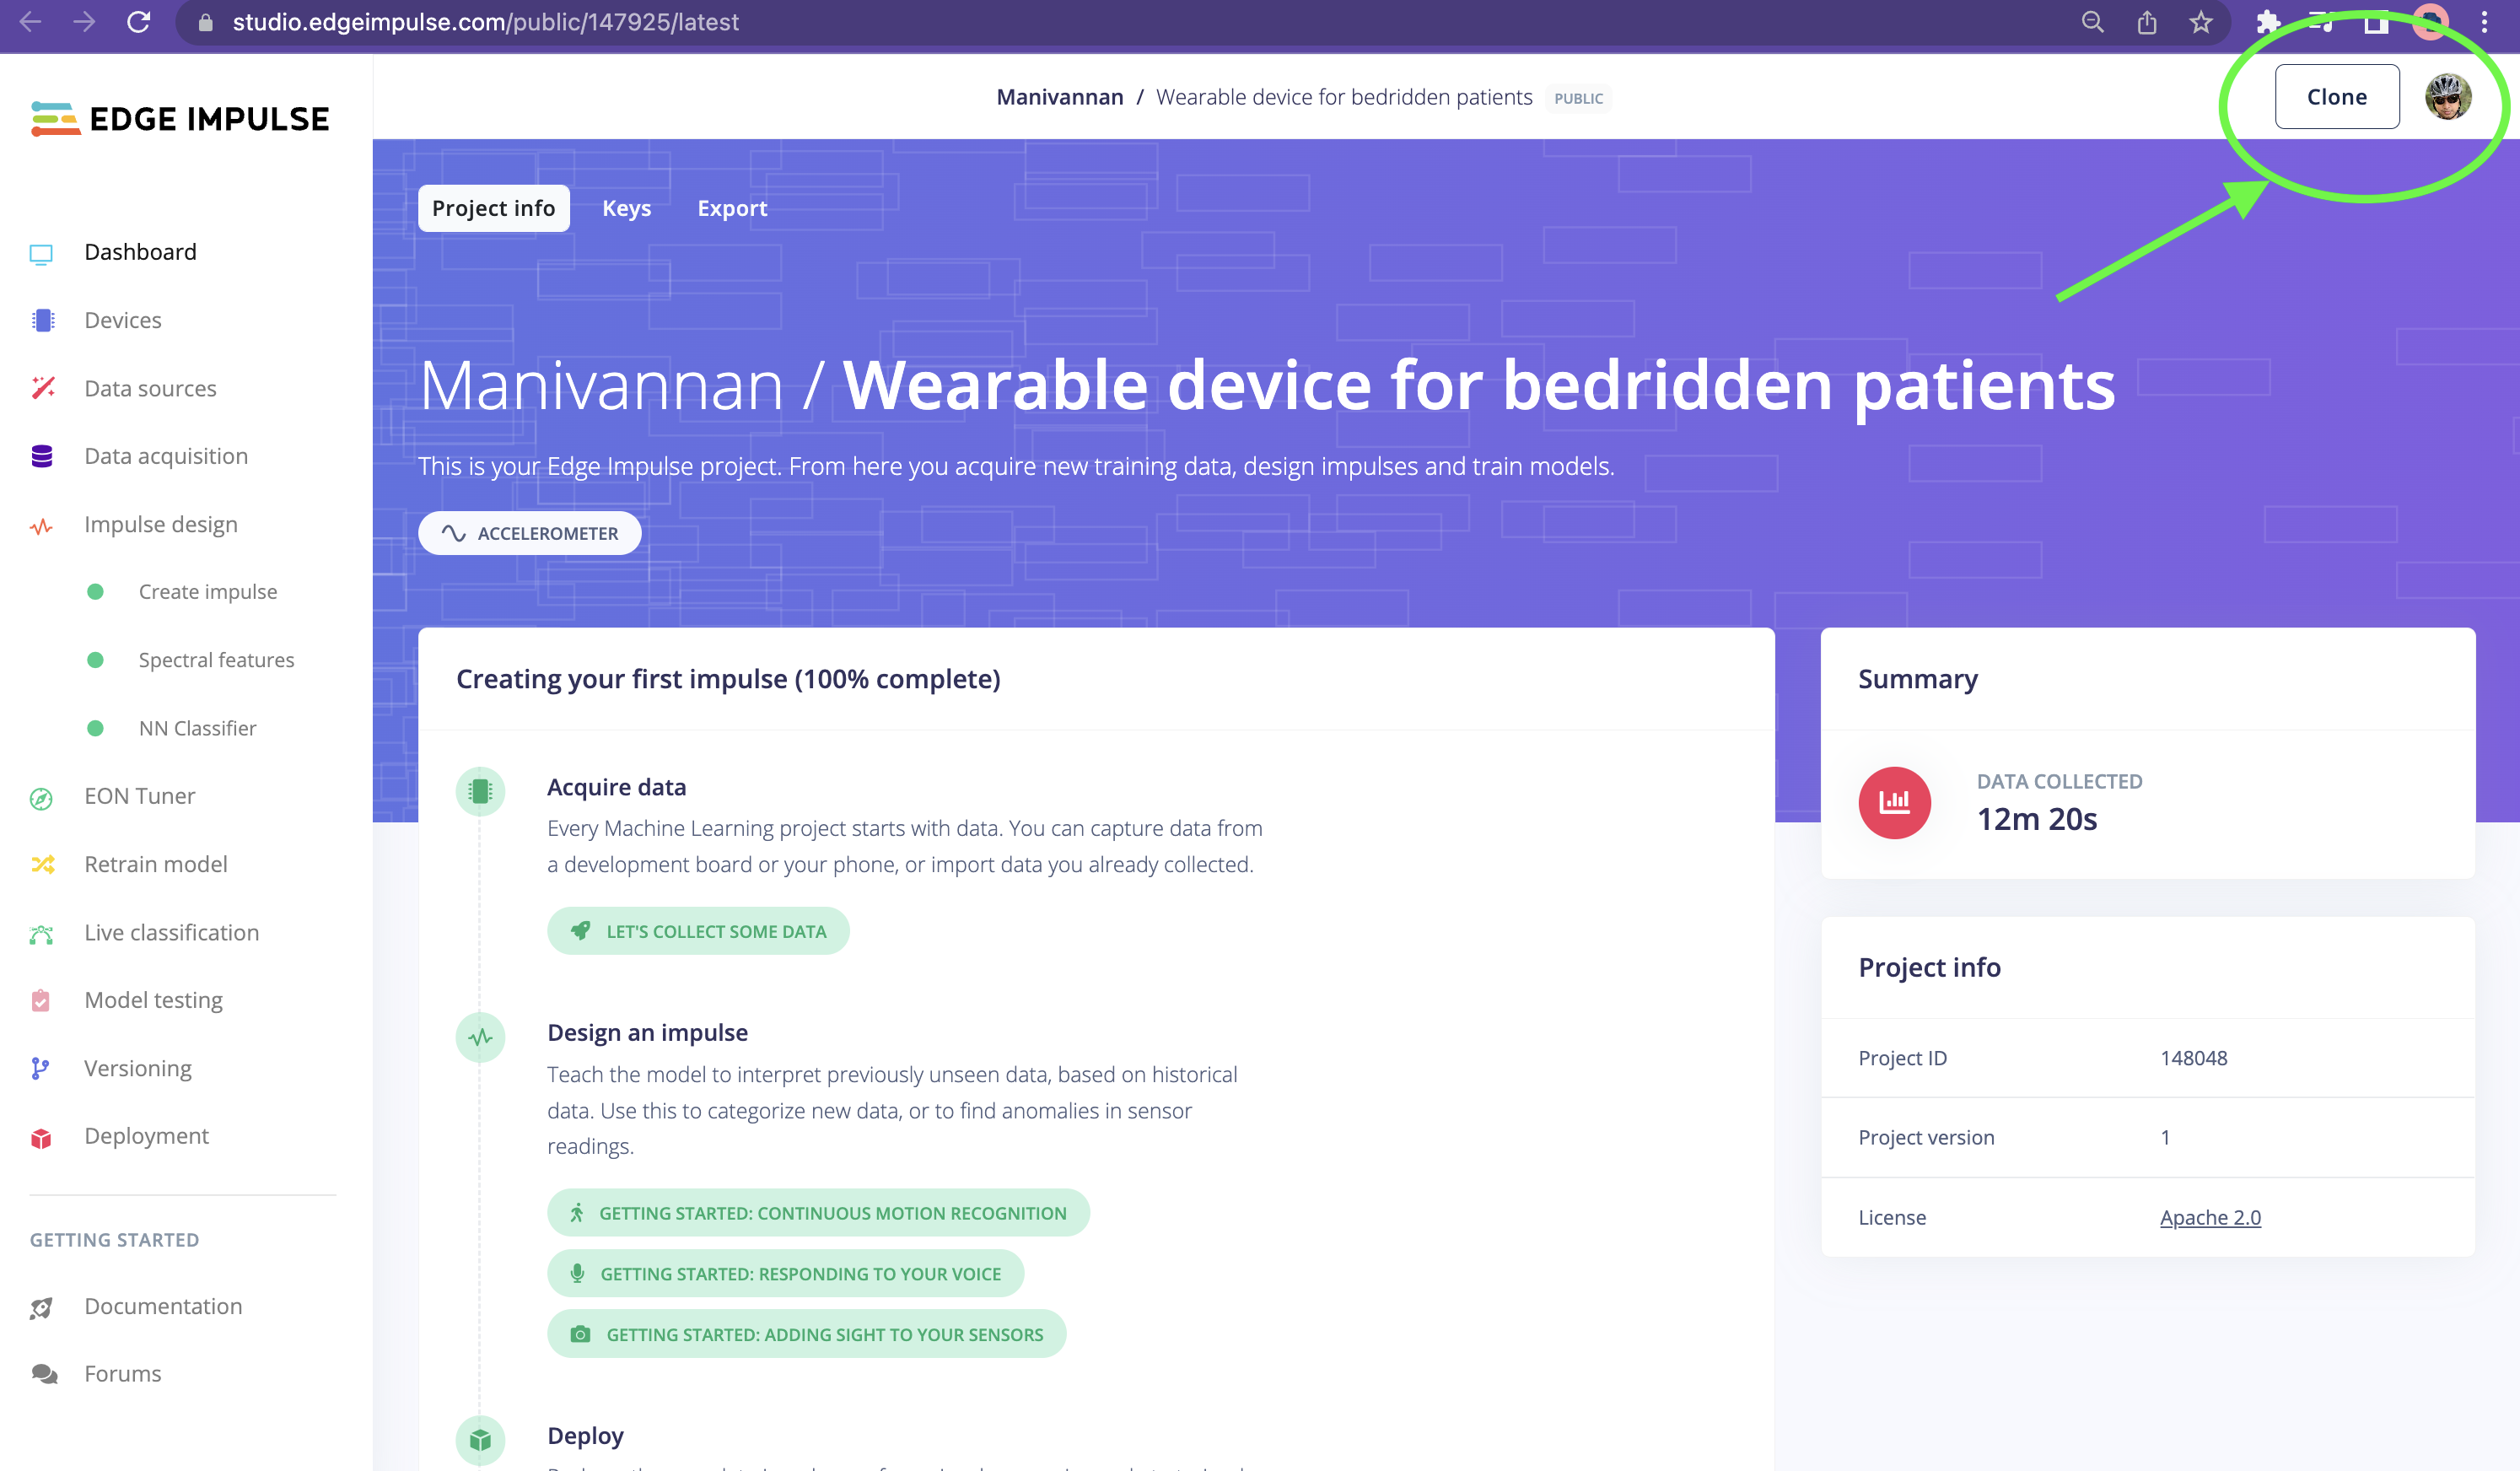 studio.edgeimpulse.com/public/147925/latest
EDGE IMPULSE
Manivannan / Wearable device for bedridden patients PUBLIC
Clone
Dashboard
Devices
Data sources
Data acquisition
Impulse design
Create impulse
Spectral features
NN Classifier
EON Tuner
Retrain model
Live classification
Model testing
Versioning
Deployment
GETTING STARTED
Documentation
Forums
Project info Keys Export
Manivannan / Wearable device for bedridden patients
This is your Edge Impulse project. From here you acquire new training data, design impulses and train models.
ACCELEROMETER
Creating your first impulse (100% complete)
Acquire data
Every Machine Learning project starts with data. You can capture data from
a development board or your phone, or import data you already collected.
LET'S COLLECT SOME DATA
Design an impulse
Teach the model to interpret previously unseen data, based on historical
data. Use this to categorize new data, or to find anomalies in sensor
readings.
GETTING STARTED: CONTINUOUS MOTION RECOGNITION
GETTING STARTED: RESPONDING TO YOUR VOICE
GETTING STARTED: ADDING SIGHT TO YOUR SENSORS
Deploy
Summary
DATA COLLECTED
12m 20s
Project info
Project ID 148048
Project version 1
License Apache 2.0